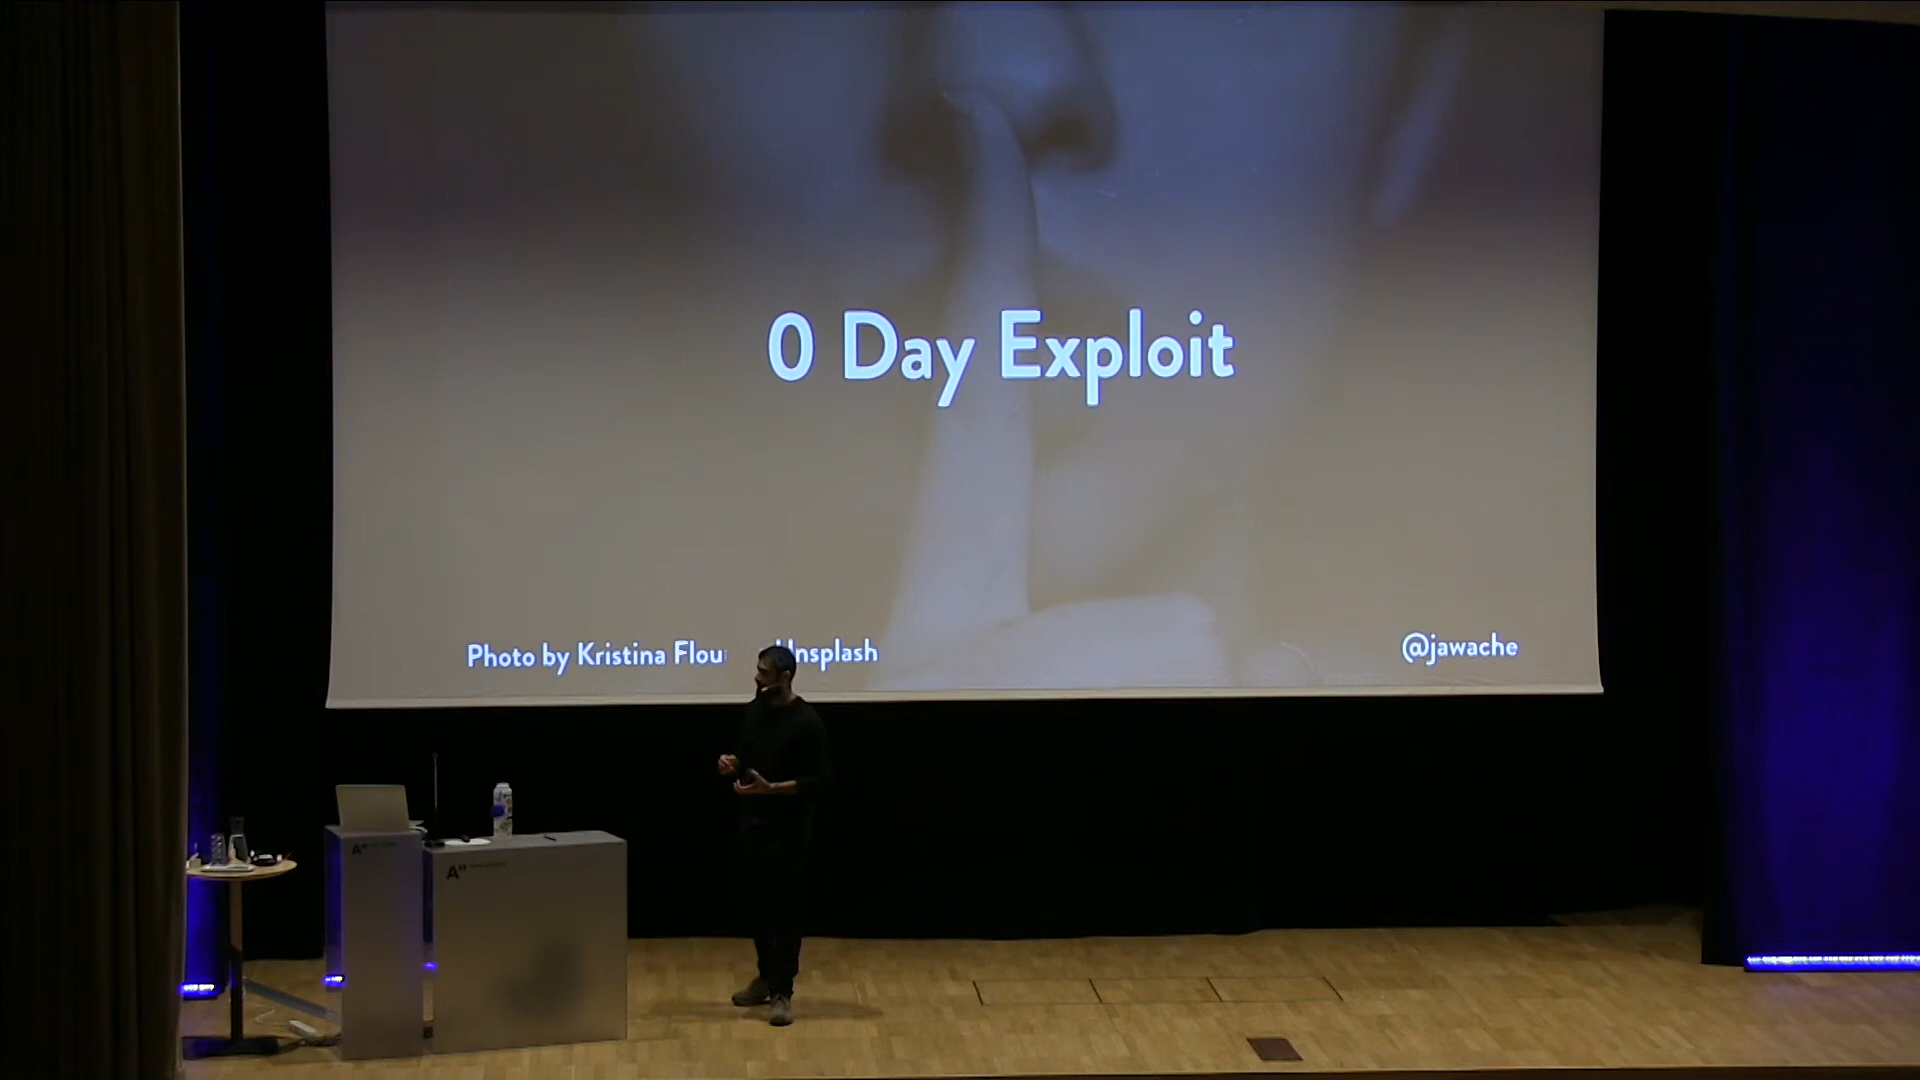 0 Day Exploit
Photo by Kristina Flou Unsplash
@jawache
A"
A"